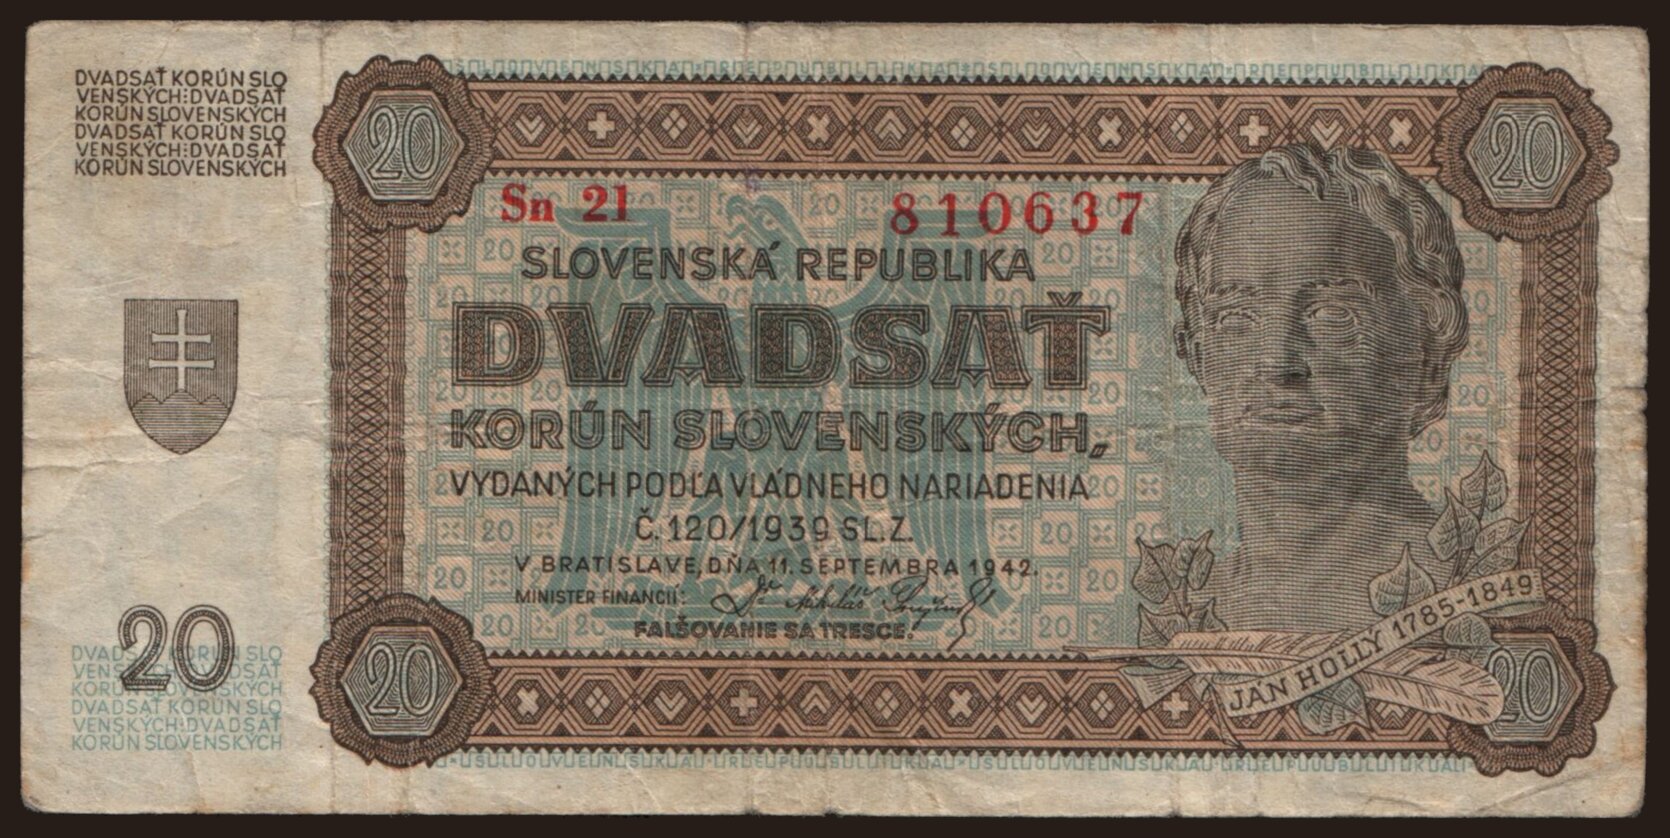 DVADSAŤ KORÚN SLO
VENSKÝCH:DVADSAŤ
KORÚN SLOVENSKÝCH
DVADSAŤ KORÚN SLO
VENSKÝCH:DVADSAŤ
KORÚN SLOVENSKÝCH
20
20
Sn 21 810637
SLOVENSKÁ REPUBLIKA
DVADSAŤ
KORÚN SLOVENSKÝCH,
VYDANÝCH PODĽA VLÁDNEHO NARIADENIA
Č. 120/1939 SL. Z.
V BRATISLAVE, DŇA 11. SEPTEMBRA 1942.
MINISTER FINANCIÍ:
FALŠOVANIE SA TRESCE.
JÁN HOLLÝ 1785-1849
20
DVADSAŤ KORÚN SLO
VENSKÝCH:DVADSAŤ
KORÚN SLOVENSKÝCH
DVADSAŤ KORÚN SLO
VENSKÝCH:DVADSAŤ
KORÚN SLOVENSKÝCH
20
20